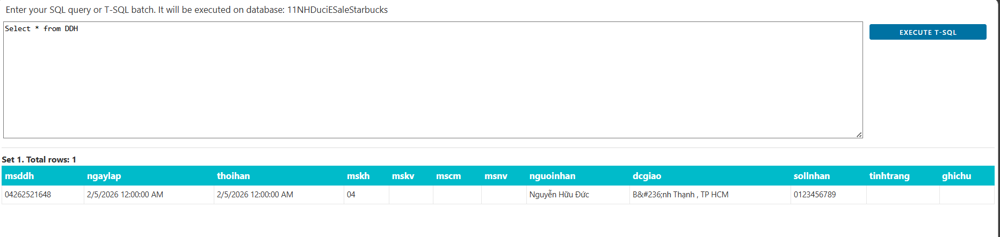 Enter your SQL query or T-SQL batch. It will be executed on database: 11NHDuciESaleStarbucks
Select * from DDH
EXECUTE T-SQL
Set 1. Total rows: 1
msddh ngaylap thoihan mskh mskv mscm msnv nguoinhan dcgiao sollnhan tinhtrang ghichu
04262521648 2/5/2026 12:00:00 AM 2/5/2026 12:00:00 AM 04 Nguyễn Hữu Đức B&#236;nh Thạnh , TP HCM 0123456789